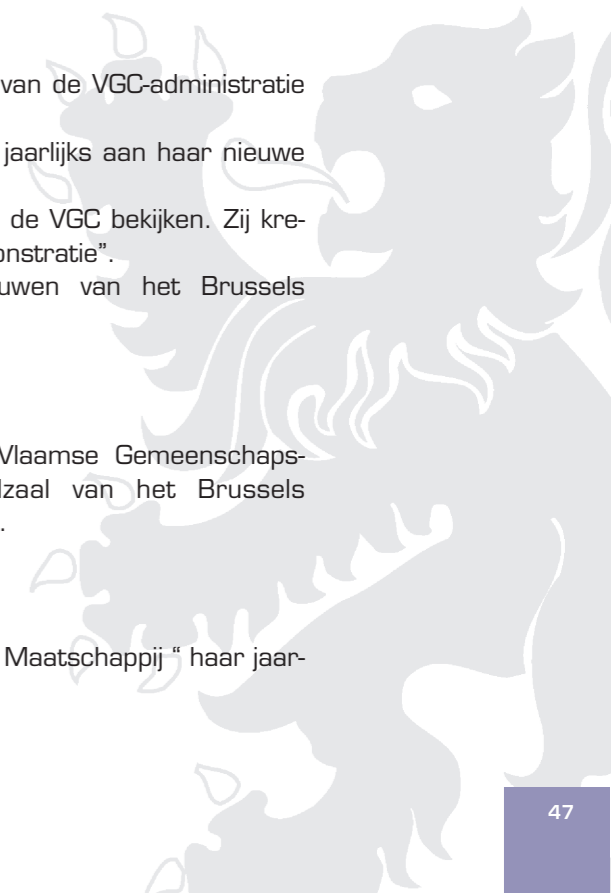 van de VGC-administratie
jaarlijks aan haar nieuwe
de VGC bekijken. Zij kre-
onstratie”.
uwen van het Brussels
Vlaamse Gemeenschaps-
lzaal van het Brussels
.
Maatschappij “ haar jaar-
47